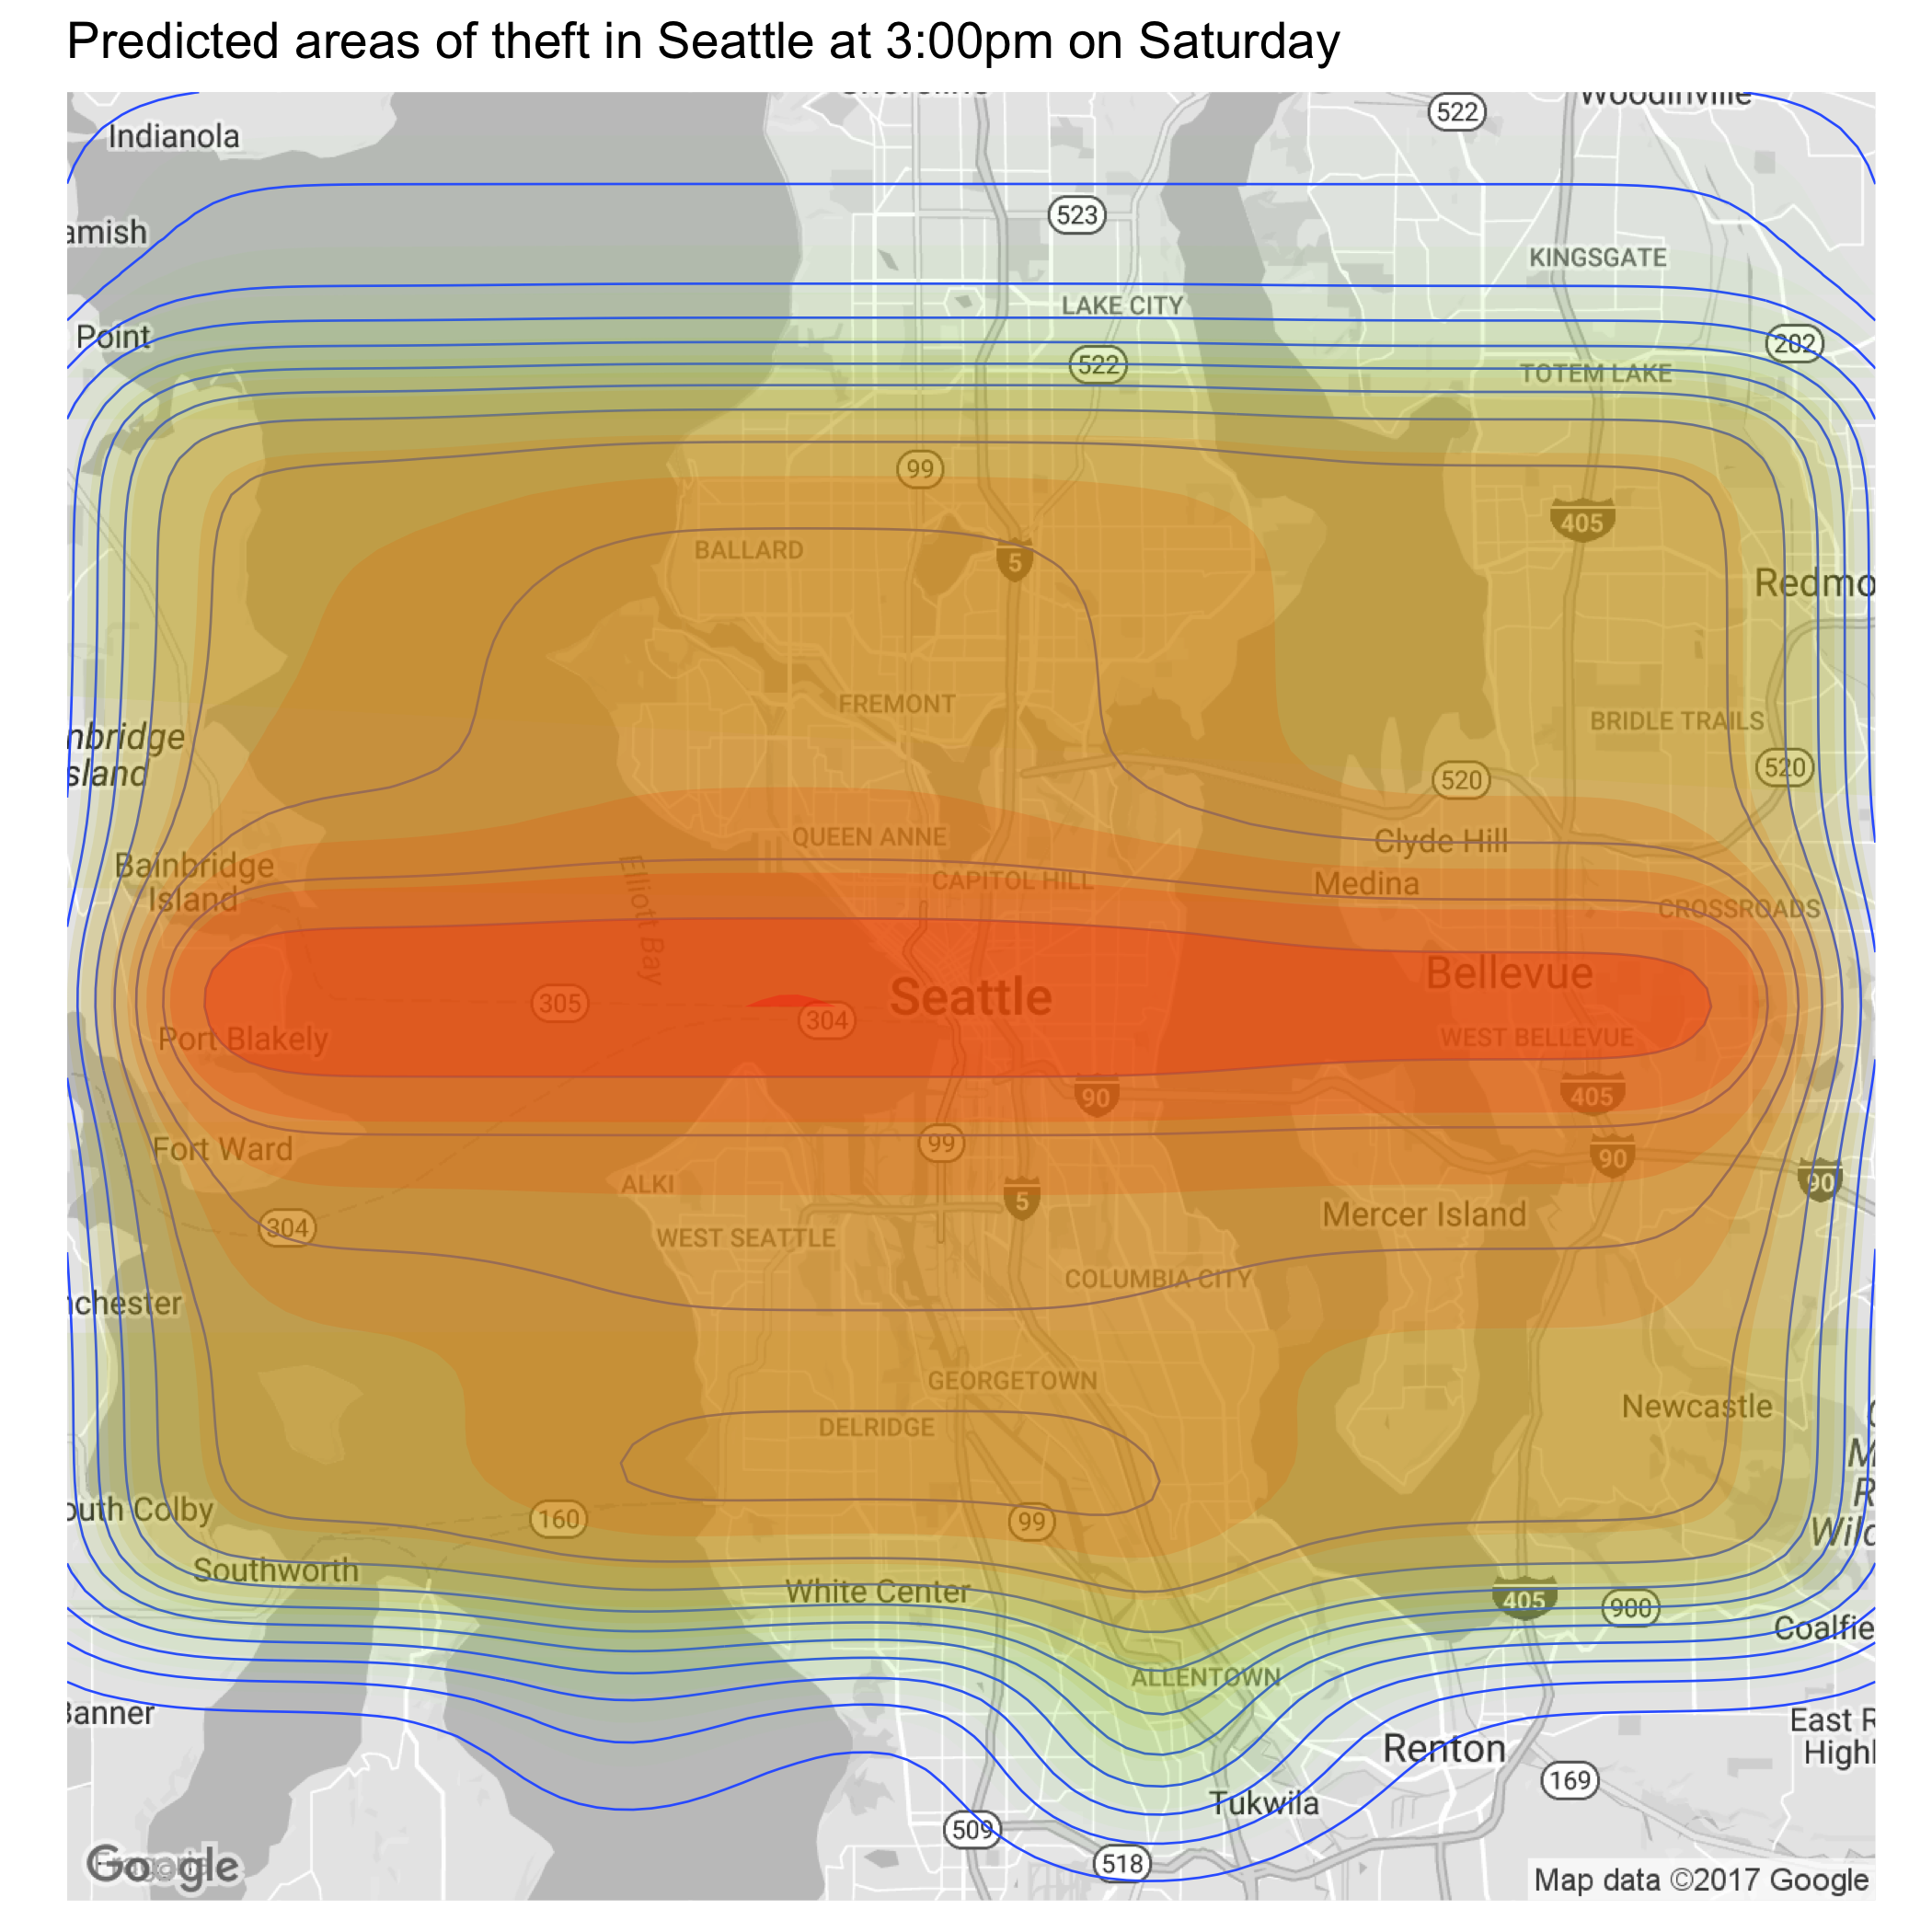 Predicted areas of theft in Seattle at 3:00pm on Saturday
Woodinville
522
Indianola
523
amish
KINGSGATE
LAKE CITY
Point
202
522
TOTEM LAKE
99
405
BALLARD
5
Redmo
FREMONT
BRIDLE TRAILS
nbridge
sland
520
520
QUEEN ANNE
Clyde Hill
Bainbridge
Island
CAPITOL HILL
Medina
CROSSROADS
Elliott Bay
Bellevue
Seattle
305
304
Port Blakely
WEST BELLEVUE
90
405
99
Fort Ward
90
90
ALKI
5
304
Mercer Island
WEST SEATTLE
COLUMBIA CITY
nchester
GEORGETOWN
Newcastle
DELRIDGE
M
R
Wild
outh Colby
160
99
Southworth
White Center
405
900
Coalfie
ALLENTOWN
Banner
East R
Highl
Renton
169
Tukwila
509
518
Google
Map data ©2017 Google